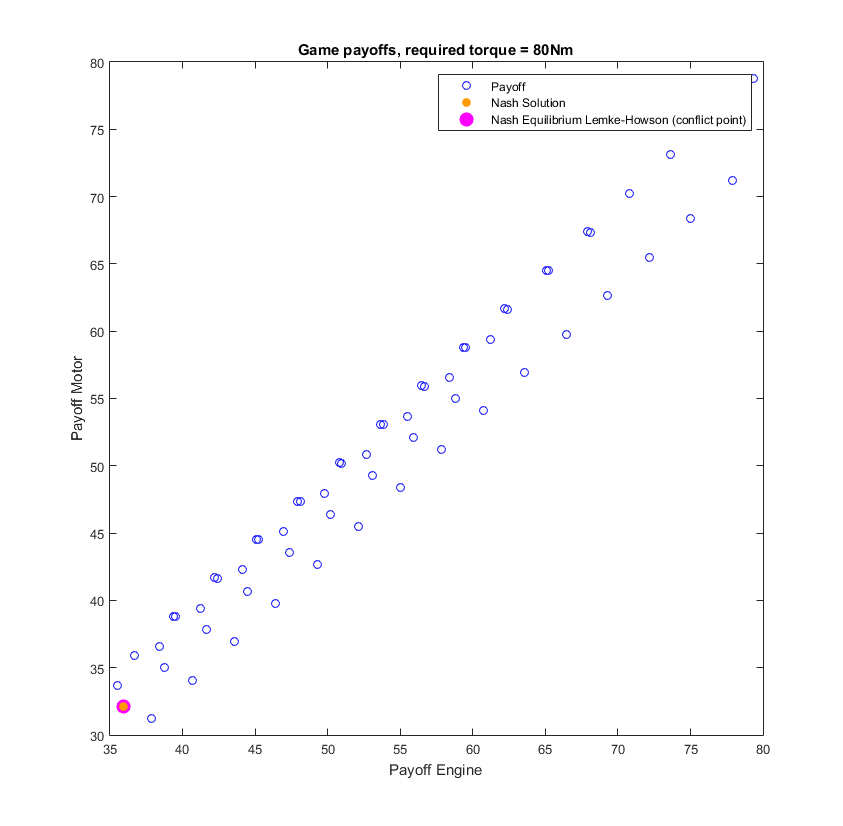 Game payoffs, required torque = 80Nm
Payoff
Nash Solution
Nash Equilibrium Lemke-Howson (conflict point)
Payoff Motor
80
75
70
65
60
55
50
45
40
35
30
35 40 45 50 55 60 65 70 75 80
Payoff Engine